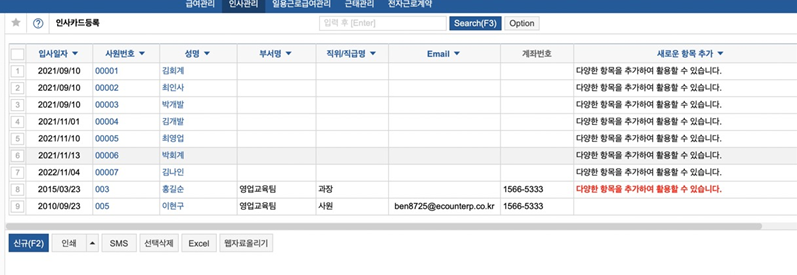 급여관리 인사관리 일용근로급여관리 근태관리 전자근로계약
인사카드등록 입력 후 [Enter] Search(F3) Option
입사일자 사원번호 성명 부서명 직위/직급명 Email 계좌번호 새로운 항목 추가
1 2021/09/10 00001 김회계 다양한 항목을 추가하여 활용할 수 있습니다.
2 2021/09/10 00002 최인사 다양한 항목을 추가하여 활용할 수 있습니다.
3 2021/09/10 00003 박개발 다양한 항목을 추가하여 활용할 수 있습니다.
4 2021/11/01 00004 김개발 다양한 항목을 추가하여 활용할 수 있습니다.
5 2021/11/10 00005 최영업 다양한 항목을 추가하여 활용할 수 있습니다.
6 2021/11/13 00006 박회계 다양한 항목을 추가하여 활용할 수 있습니다.
7 2022/11/04 00007 김나인 다양한 항목을 추가하여 활용할 수 있습니다.
8 2015/03/23 003 홍길순 영업교육팀 과장 1566-5333 다양한 항목을 추가하여 활용할 수 있습니다.
9 2010/09/23 005 이현구 영업교육팀 사원 ben8725@ecounterp.co.kr 1566-5333
신규(F2) 인쇄 SMS 선택삭제 Excel 웹자료올리기